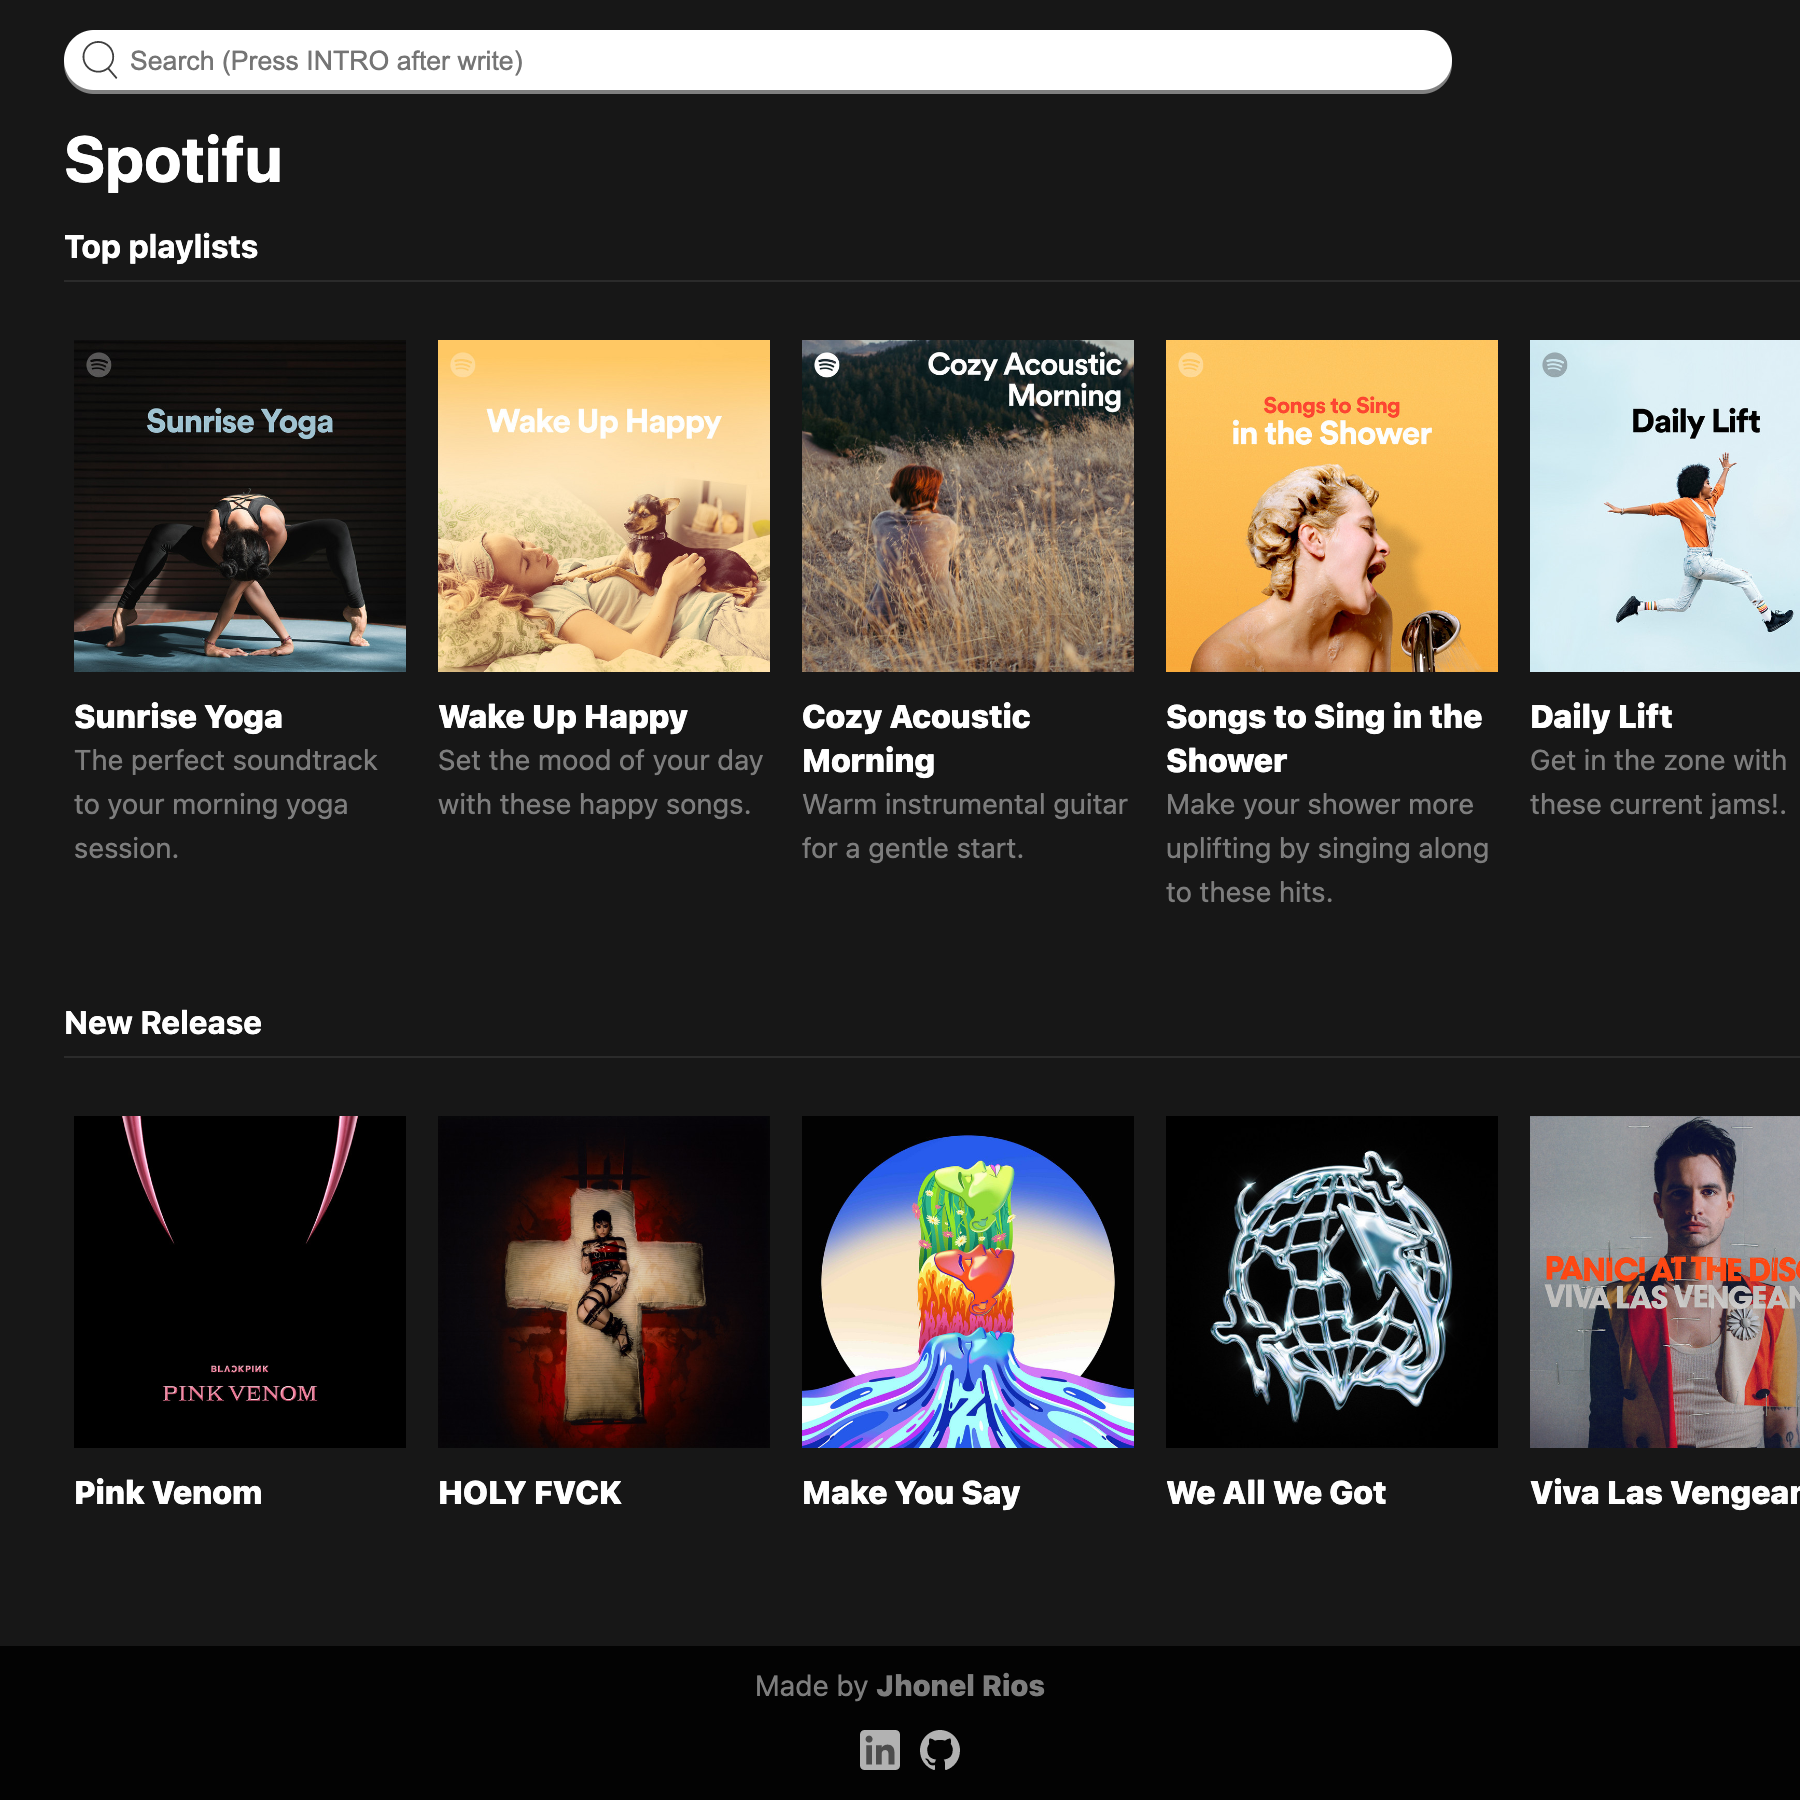 Search (Press INTRO after write)
Spotifu
Top playlists
Sunrise Yoga
Wake Up Happy
Cozy Acoustic
Morning
Songs to Sing
in the Shower
Daily Lift
Sunrise Yoga
The perfect soundtrack
to your morning yoga
session.
Wake Up Happy
Set the mood of your day
with these happy songs.
Cozy Acoustic
Morning
Warm instrumental guitar
for a gentle start.
Songs to Sing in the
Shower
Make your shower more
uplifting by singing along
to these hits.
Daily Lift
Get in the zone with
these current jams!.
New Release
BLACKPINK
PINK VENOM
PANIC! AT THE
VIVA LAS
Pink Venom
HOLY FVCK
Make You Say
We All We Got
Viva Las
Made by Jhonel Rios
in